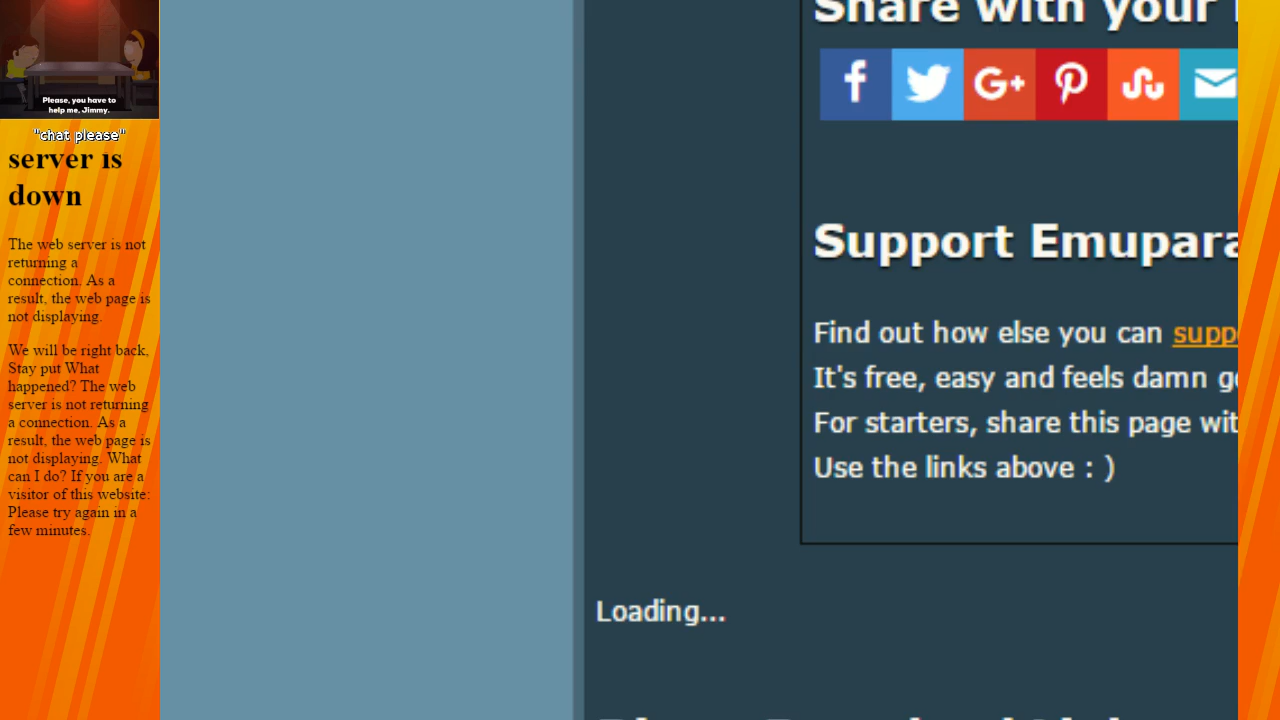 Please, you have to
help me, Jimmy.
"chat please"
server is
down
The web server is not
returning a
connection. As a
result, the web page is
not displaying.
We will be right back,
Stay put What
happened? The web
server is not returning
a connection. As a
result, the web page is
not displaying. What
can I do? If you are a
visitor of this website:
Please try again in a
few minutes.
Share with your
Support Emupara
Find out how else you can supp
It's free, easy and feels damn g
For starters, share this page wit
Use the links above : )
Loading...